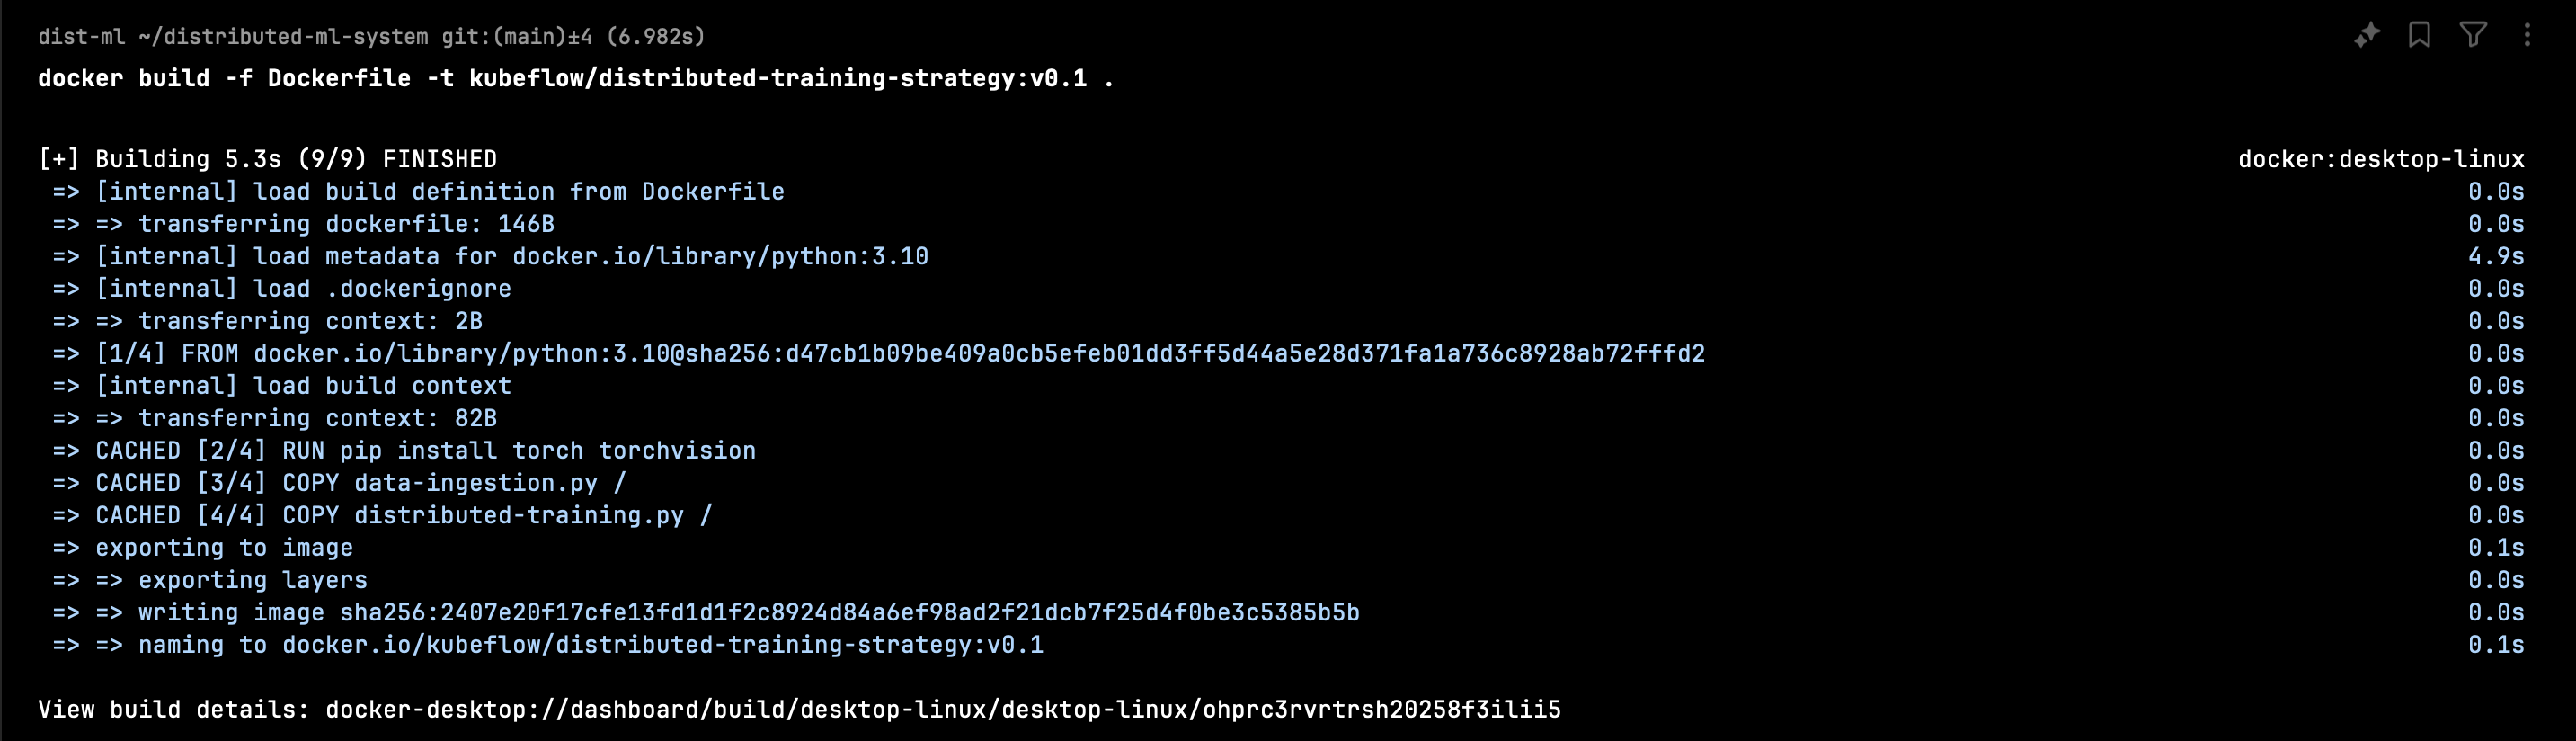 dist-ml ~/distributed-ml-system git:(main)±4 (6.982s)
docker build -f Dockerfile -t kubeflow/distributed-training-strategy:v0.1 .
[+] Building 5.3s (9/9) FINISHED docker:desktop-linux
=> [internal] load build definition from Dockerfile 0.0s
=> => transferring dockerfile: 146B 0.0s
=> [internal] load metadata for docker.io/library/python:3.10 4.9s
=> [internal] load .dockerignore 0.0s
=> => transferring context: 2B 0.0s
=> [1/4] FROM docker.io/library/python:3.10@sha256:d47cb1b09be409a0cb5efeb01dd3ff5d44a5e28d371fa1a736c8928ab72fffd2 0.0s
=> [internal] load build context 0.0s
=> => transferring context: 82B 0.0s
=> CACHED [2/4] RUN pip install torch torchvision 0.0s
=> CACHED [3/4] COPY data-ingestion.py / 0.0s
=> CACHED [4/4] COPY distributed-training.py / 0.0s
=> exporting to image 0.1s
=> => exporting layers 0.0s
=> => writing image sha256:2407e20f17cfe13fd1d1f2c8924d84a6ef98ad2f21dcb7f25d4f0be3c5385b5b 0.0s
=> => naming to docker.io/kubeflow/distributed-training-strategy:v0.1 0.1s
View build details: docker-desktop://dashboard/build/desktop-linux/desktop-linux/ohprc3rvrtrsh20258f3ilii5